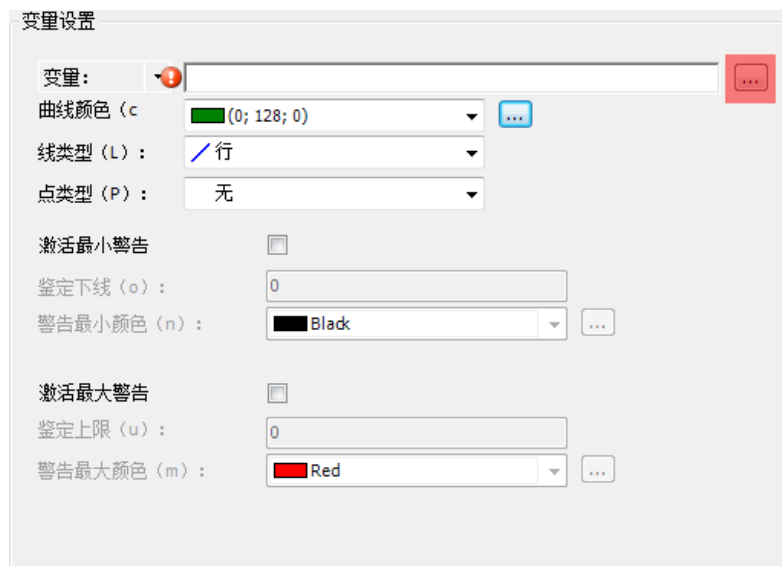 变量设置
变量: ...
曲线颜色 (c (0; 128; 0) ...
线类型 (L) : 行
点类型 (P) : 无
激活最小警告
鉴定下线 (o) : 0
警告最小颜色 (n) : Black ...
激活最大警告
鉴定上限 (u) : 0
警告最大颜色 (m) : Red ...